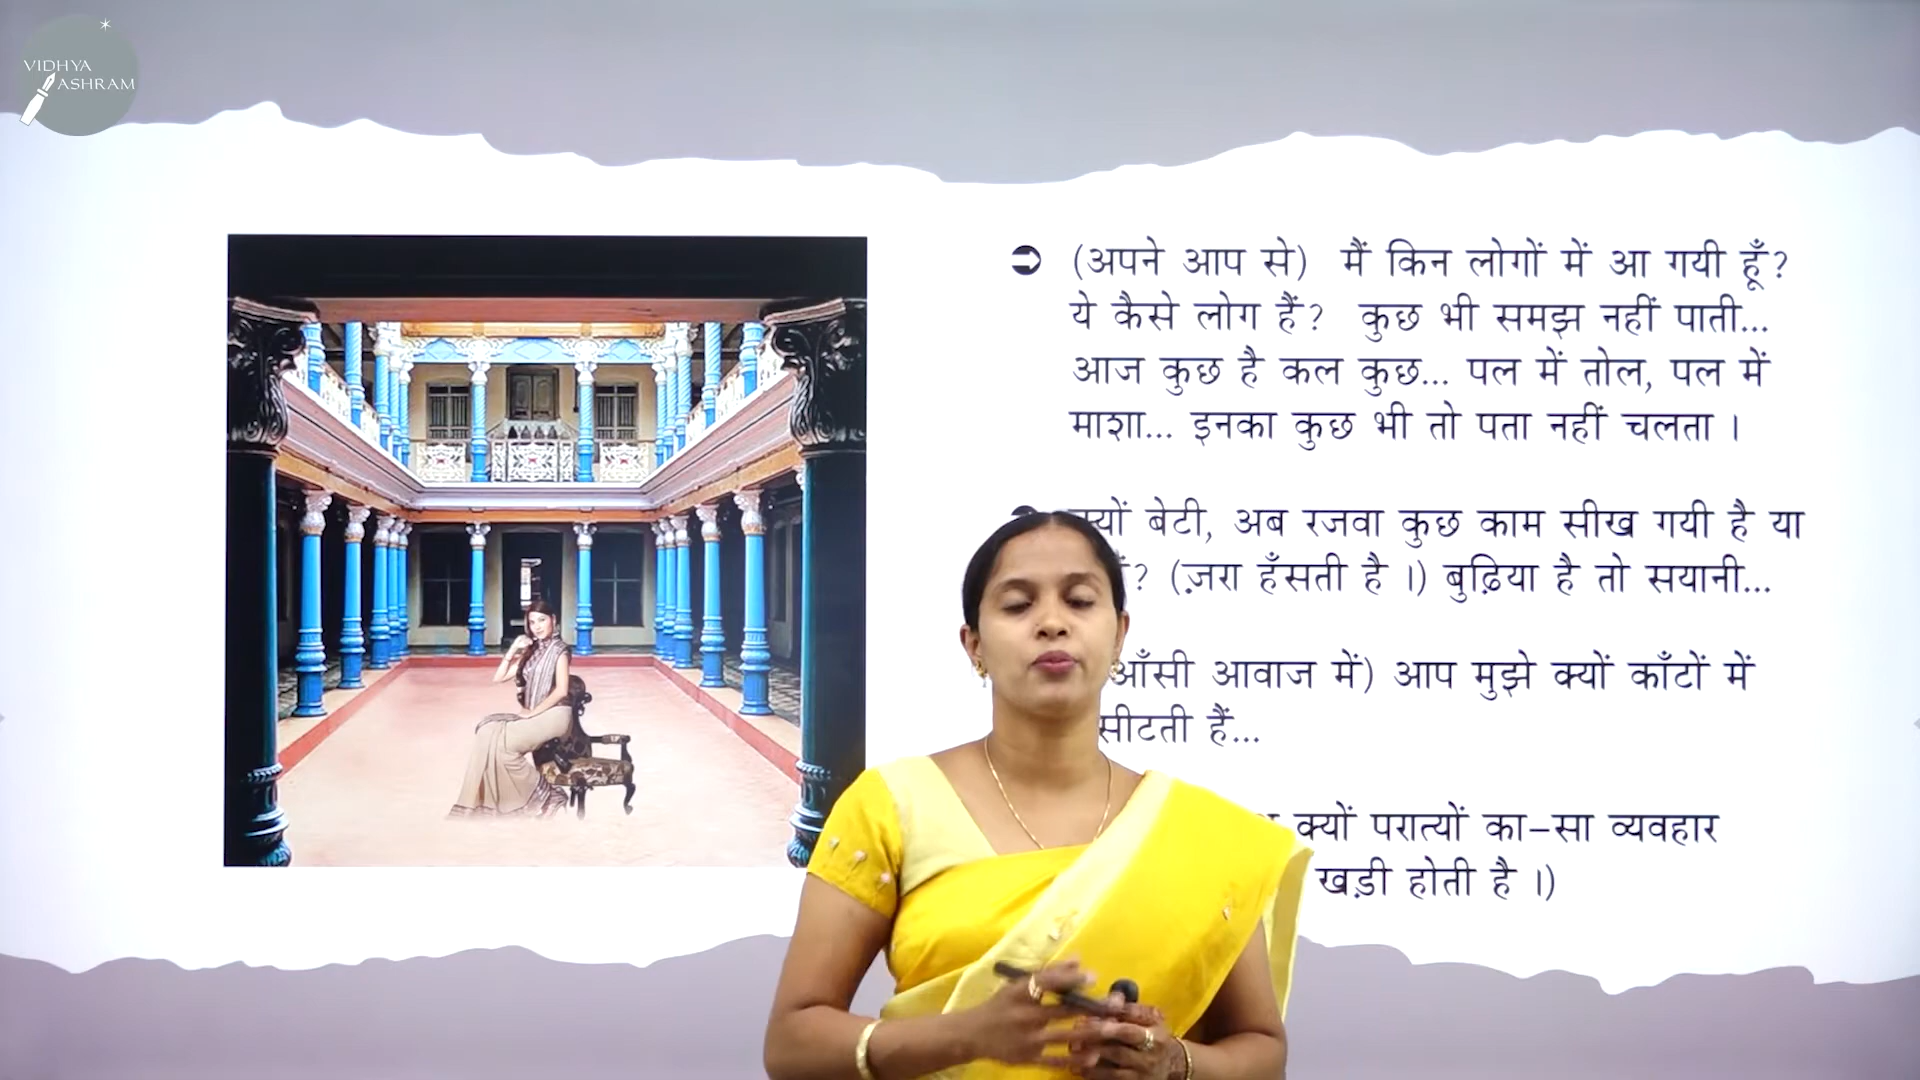 VIDHYA
ASHRAM
(अपने आप से) मैं किन लोगों में आ गयी हूँ?
ये कैसे लोग हैं? कुछ भी समझ नहीं पाती...
आज कुछ है कल कुछ... पल में तोल, पल में
माशा... इनका कुछ भी तो पता नहीं चलता ।
बेटी, अब रजवा कुछ काम सीख गयी है या
(ज़रा हँसती है ।) बुढ़िया है तो सयानी...
आवाज में) आप मुझे क्यों काँटों में
हैं...
क्यों परात्यों का–सा व्यवहार
खड़ी होती है ।)